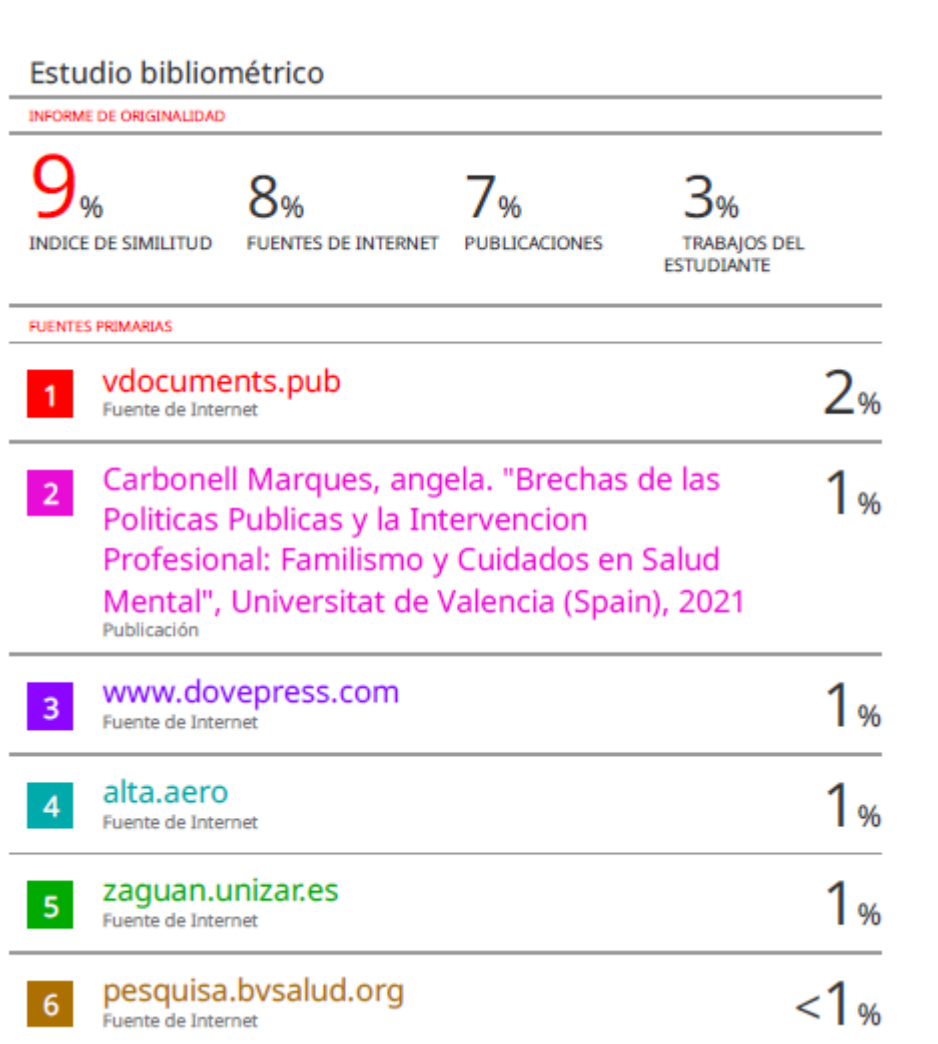 Estudio bibliométrico
INFORME DE ORIGINALIDAD
9%
8%
7%
3%
INDICE DE SIMILITUD
FUENTES DE INTERNET
PUBLICACIONES
TRABAJOS DEL
ESTUDIANTE
FUENTES PRIMARIAS
1
vdocuments.pub
Fuente de Internet
2%
2
Carbonell Marques, angela. "Brechas de las
Politicas Publicas y la Intervencion
Profesional: Familismo y Cuidados en Salud
Mental", Universitat de Valencia (Spain), 2021
Publicación
1%
3
www.dovepress.com
Fuente de Internet
1%
4
alta.aero
Fuente de Internet
1%
5
zaguan.unizar.es
Fuente de Internet
1%
6
pesquisa.bvsalud.org
Fuente de Internet
<1%